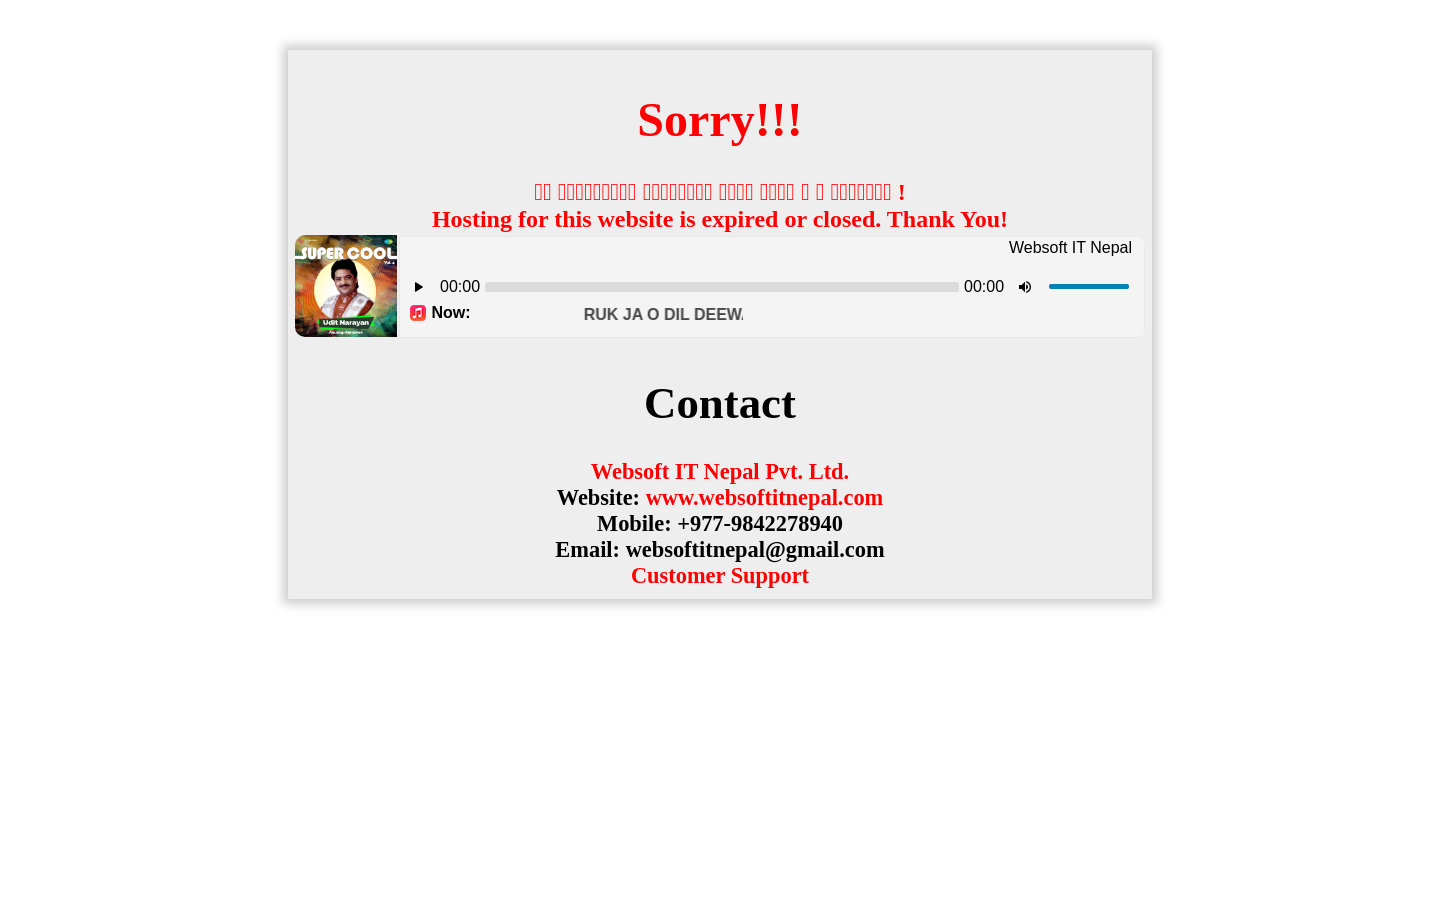 Sorry!!!
!
Hosting for this website is expired or closed. Thank You!
SUPER COOL
Udit Narayan
Websoft IT Nepal
00:00
00:00
Now:
RUK JA O DIL
Contact
Websoft IT Nepal Pvt. Ltd.
Website: www.websoftitnepal.com
Mobile: +977-9842278940
Email: websoftitnepal@gmail.com
Customer Support